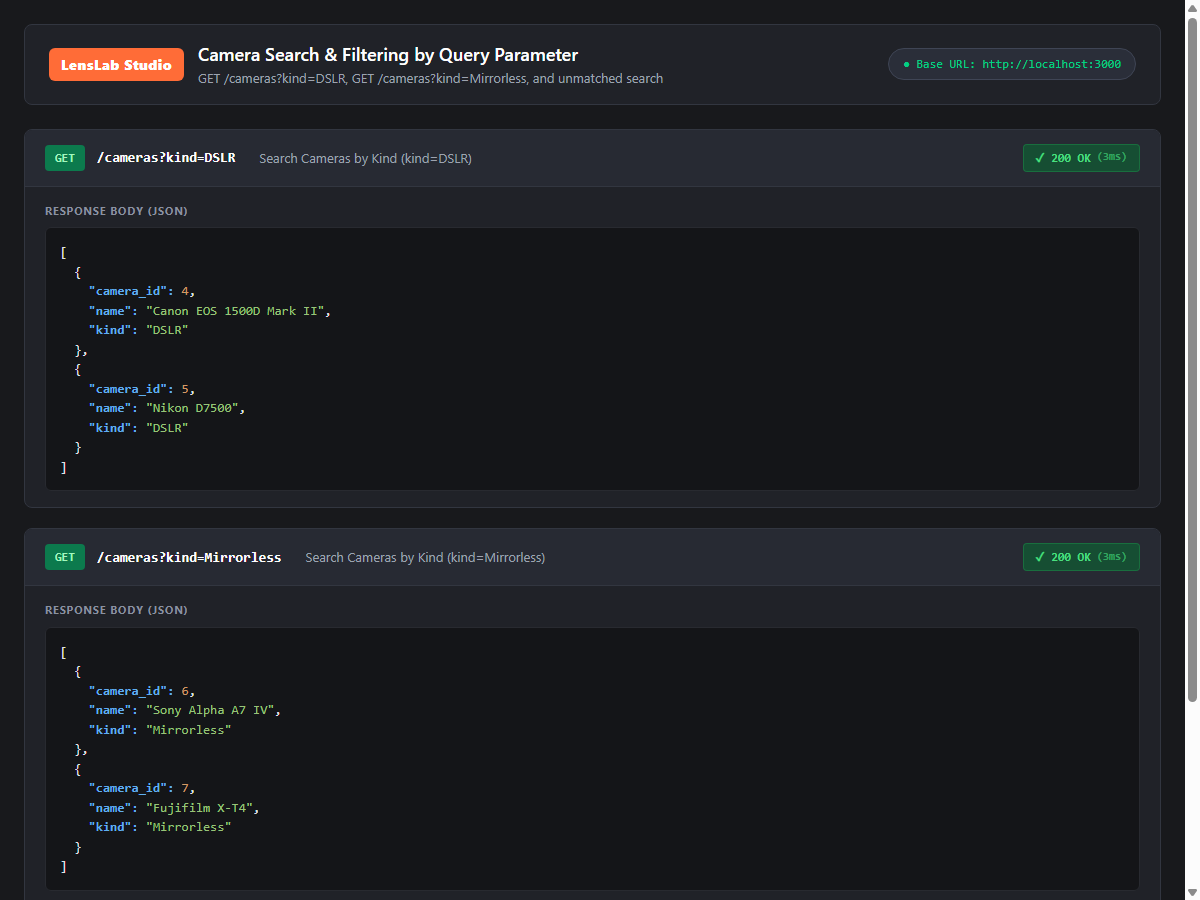 LensLab Studio
Camera Search & Filtering by Query Parameter
GET /cameras?kind=DSLR, GET /cameras?kind=Mirrorless, and unmatched search
● Base URL: http://localhost:3000
GET /cameras?kind=DSLR Search Cameras by Kind (kind=DSLR) ✓ 200 OK (3ms)
RESPONSE BODY (JSON)
[
  {
    "camera_id": 4,
    "name": "Canon EOS 1500D Mark II",
    "kind": "DSLR"
  },
  {
    "camera_id": 5,
    "name": "Nikon D7500",
    "kind": "DSLR"
  }
]
GET /cameras?kind=Mirrorless Search Cameras by Kind (kind=Mirrorless) ✓ 200 OK (3ms)
RESPONSE BODY (JSON)
[
  {
    "camera_id": 6,
    "name": "Sony Alpha A7 IV",
    "kind": "Mirrorless"
  },
  {
    "camera_id": 7,
    "name": "Fujifilm X-T4",
    "kind": "Mirrorless"
  }
]